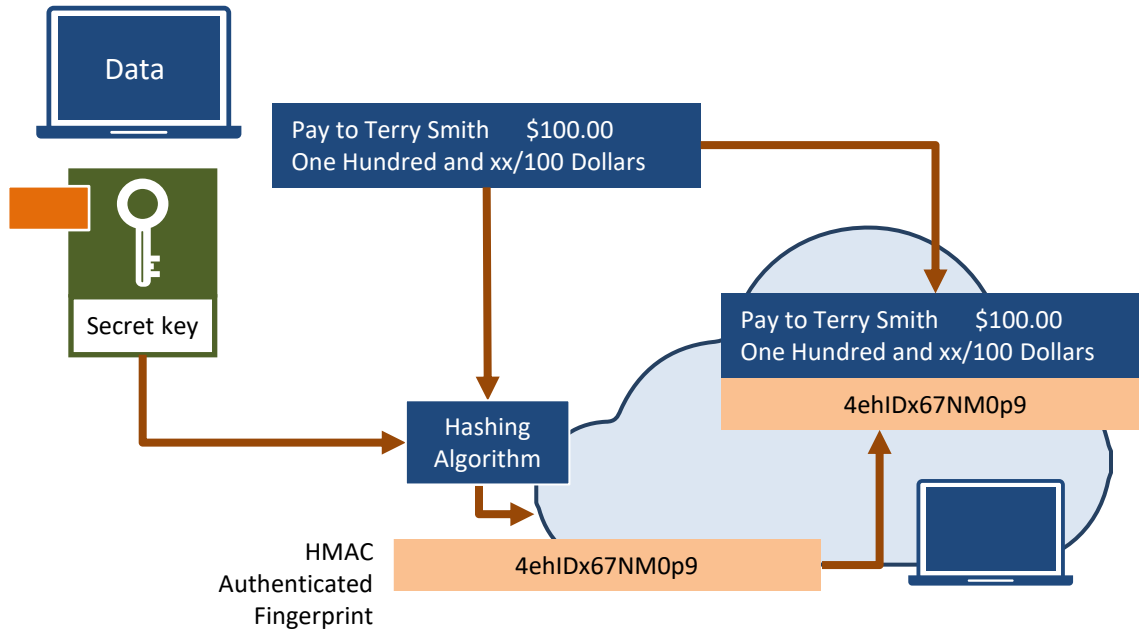 Data
Pay to Terry Smith $100.00
One Hundred and xx/100 Dollars
Secret key
Pay to Terry Smith $100.00
One Hundred and xx/100 Dollars
4ehIDx67NM0p9
Hashing
Algorithm
HMAC
Authenticated
Fingerprint
4ehIDx67NM0p9